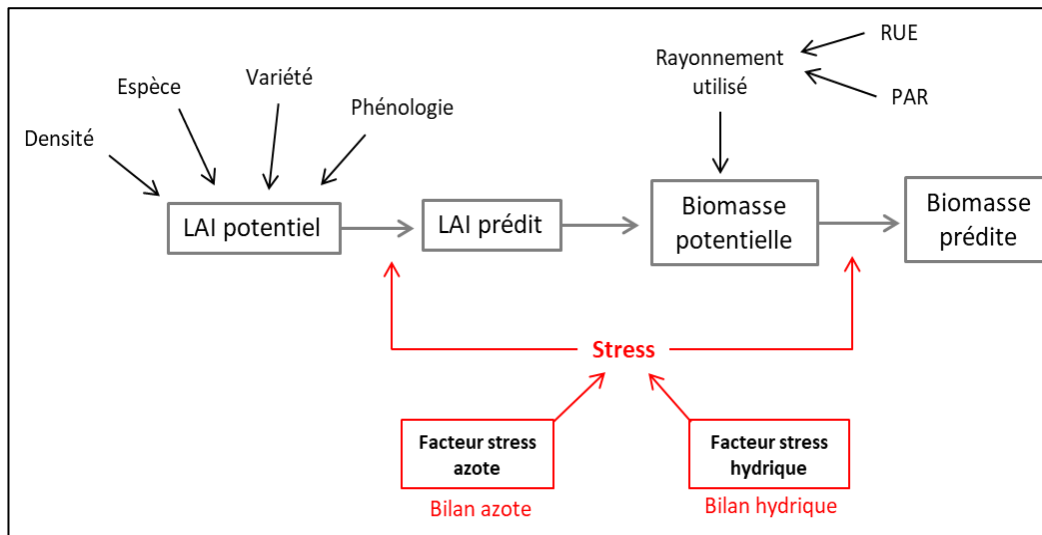 RUE
Rayonnement
utilisé
PAR
Variété
Espèce
Phénologie
Densité
LAI potentiel
LAI prédit
Biomasse
potentielle
Biomasse
prédite
Stress
Facteur stress
azote
Facteur stress
hydrique
Bilan azote
Bilan hydrique